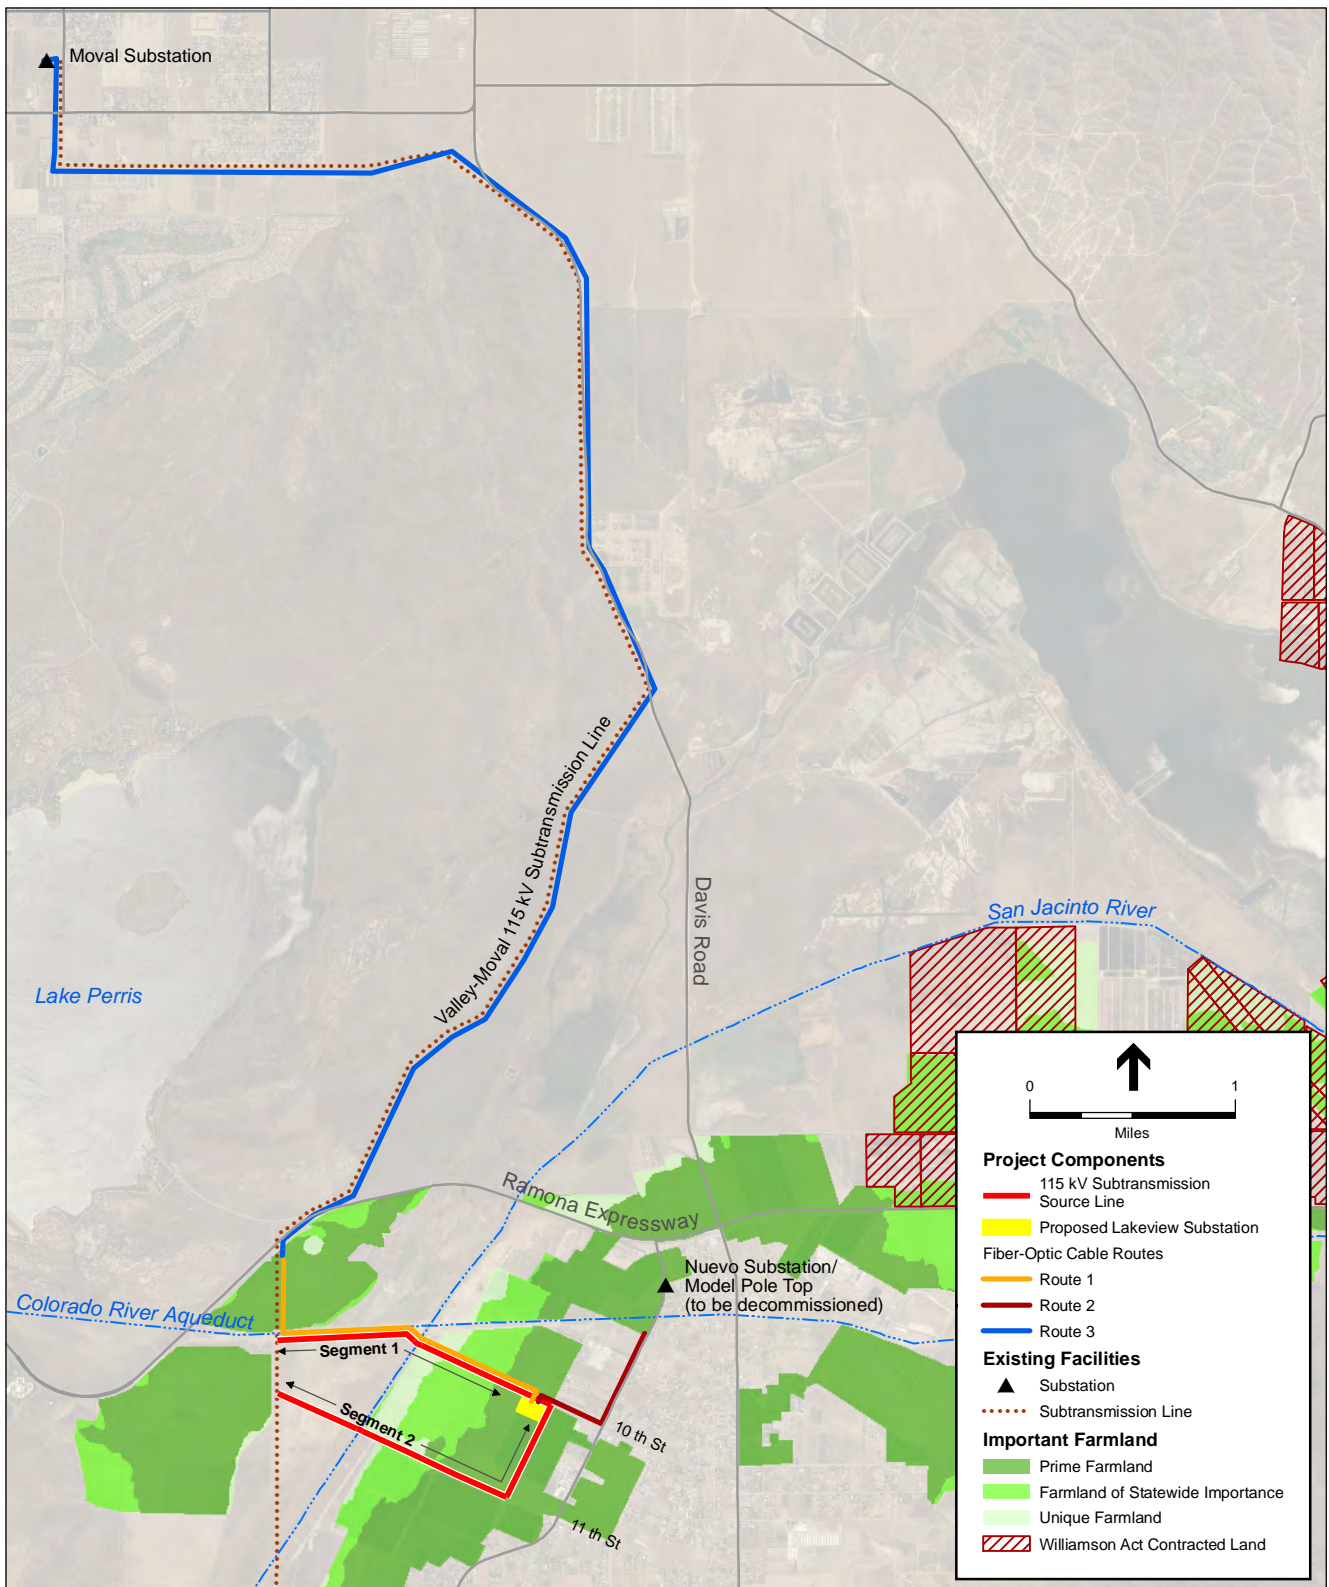 Moval Substation
Valley-Moval 115 kV Subtransmission Line
Davis Road
San Jacinto River
Lake Perris
Ramona Expressway
Colorado River Aqueduct
Nuevo Substation/
Model Pole Top
(to be decommissioned)
Segment 1
Segment 2
10 th St
11 th St
0 1
Miles
Project Components
115 kV Subtransmission
Source Line
Proposed Lakeview Substation
Fiber-Optic Cable Routes
Route 1
Route 2
Route 3
Existing Facilities
Substation
Subtransmission Line
Important Farmland
Prime Farmland
Farmland of Statewide Importance
Unique Farmland
Williamson Act Contracted Land